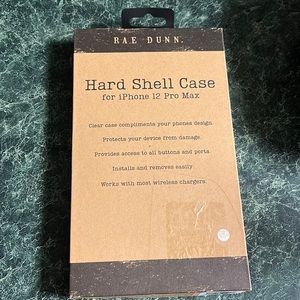 RAE DUNN.
Hard Shell Case
for iPhone 12 Pro Max
Clear case compliments your phones design.
Protects your device from damage.
Provides access to all buttons and ports
Installs and removes easily
Works with most wireless chargers.